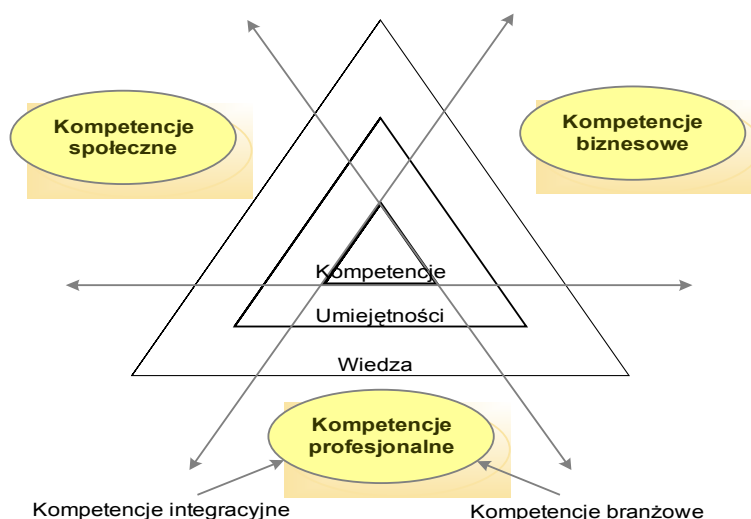 Kompetencje
społeczne
Kompetencje
biznesowe
Kompetencje
Umiejętności
Wiedza
Kompetencje
profesjonalne
Kompetencje integracyjne
Kompetencje branżowe